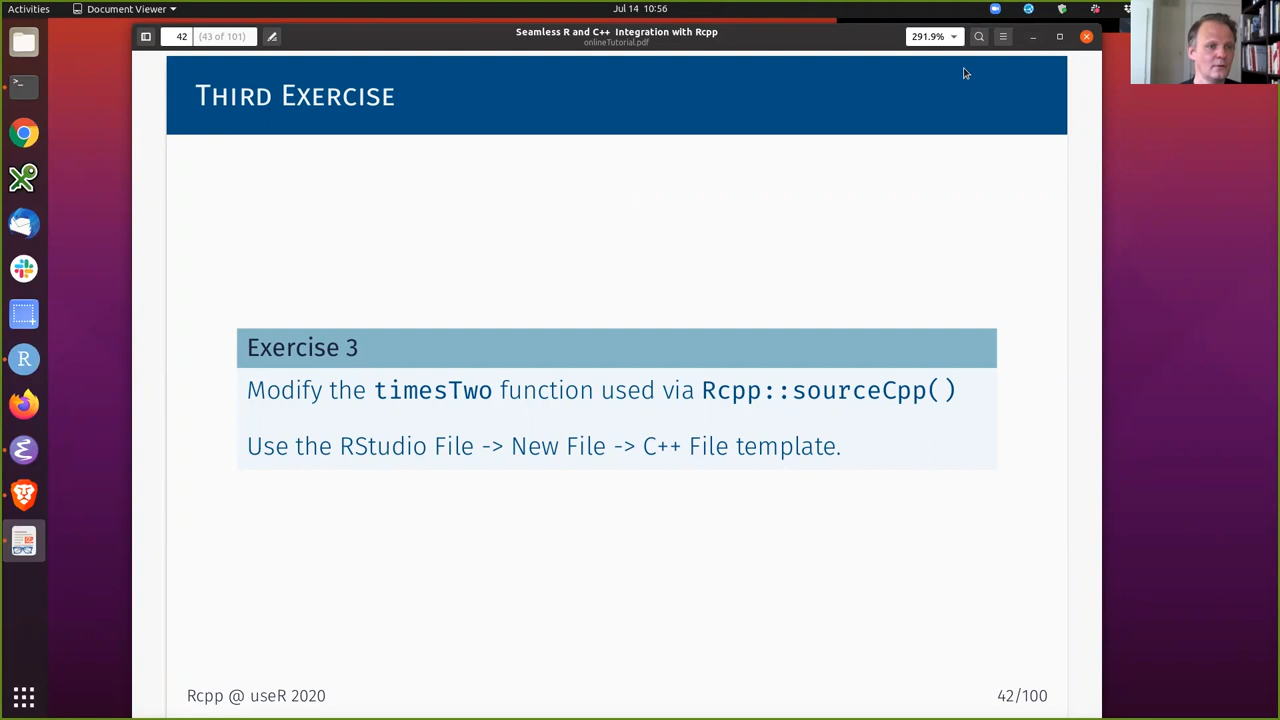 Activities
Document Viewer
Jul 14 10:56
42
(43 of 101)
Seamless R and C++ Integration with Rcpp
onlineTutorial.pdf
291.9%
THIRD EXERCISE
Exercise 3
Modify the timesTwo function used via Rcpp::sourceCpp()
Use the RStudio File -> New File -> C++ File template.
Rcpp @ useR 2020
42/100